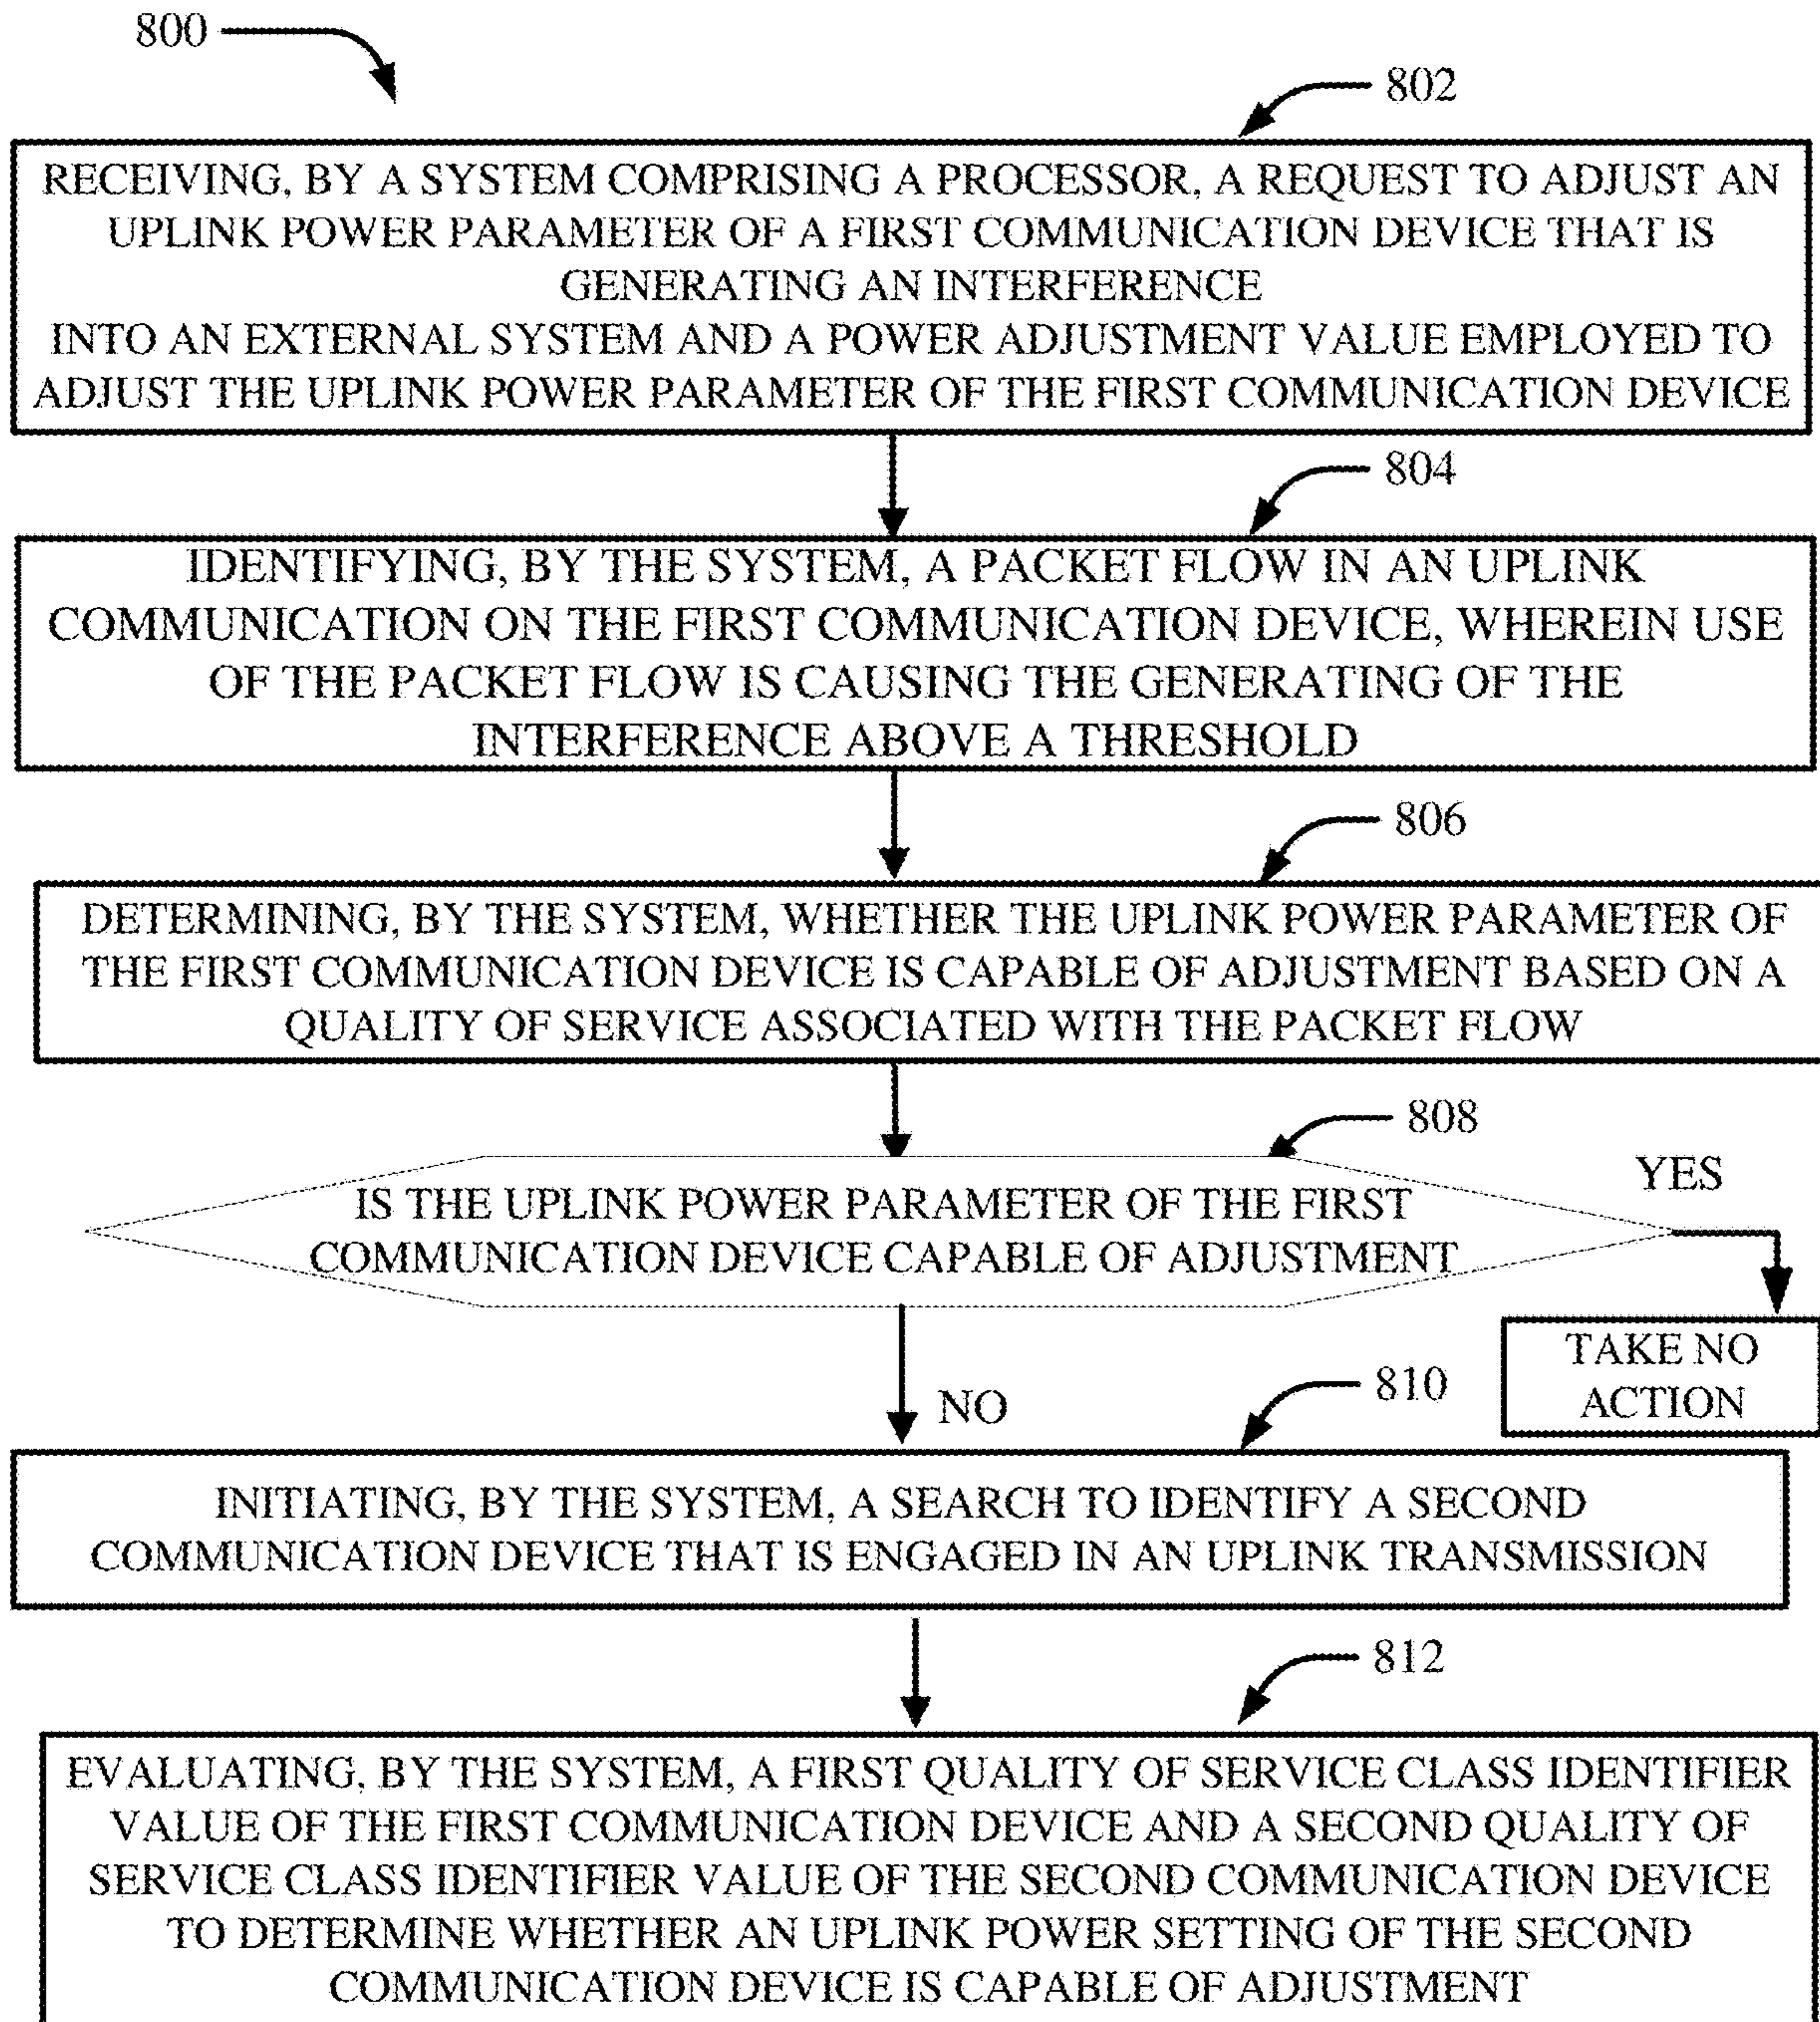 800
802
RECEIVING, BY A SYSTEM COMPRISING A PROCESSOR, A REQUEST TO ADJUST AN
UPLINK POWER PARAMETER OF A FIRST COMMUNICATION DEVICE THAT IS
GENERATING AN INTERFERENCE
INTO AN EXTERNAL SYSTEM AND A POWER ADJUSTMENT VALUE EMPLOYED TO
ADJUST THE UPLINK POWER PARAMETER OF THE FIRST COMMUNICATION DEVICE
804
IDENTIFYING, BY THE SYSTEM, A PACKET FLOW IN AN UPLINK
COMMUNICATION ON THE FIRST COMMUNICATION DEVICE, WHEREIN USE
OF THE PACKET FLOW IS CAUSING THE GENERATING OF THE
INTERFERENCE ABOVE A THRESHOLD
806
DETERMINING, BY THE SYSTEM, WHETHER THE UPLINK POWER PARAMETER OF
THE FIRST COMMUNICATION DEVICE IS CAPABLE OF ADJUSTMENT BASED ON A
QUALITY OF SERVICE ASSOCIATED WITH THE PACKET FLOW
808
YES
IS THE UPLINK POWER PARAMETER OF THE FIRST
COMMUNICATION DEVICE CAPABLE OF ADJUSTMENT
TAKE NO
ACTION
NO
810
INITIATING, BY THE SYSTEM, A SEARCH TO IDENTIFY A SECOND
COMMUNICATION DEVICE THAT IS ENGAGED IN AN UPLINK TRANSMISSION
812
EVALUATING, BY THE SYSTEM, A FIRST QUALITY OF SERVICE CLASS IDENTIFIER
VALUE OF THE FIRST COMMUNICATION DEVICE AND A SECOND QUALITY OF
SERVICE CLASS IDENTIFIER VALUE OF THE SECOND COMMUNICATION DEVICE
TO DETERMINE WHETHER AN UPLINK POWER SETTING OF THE SECOND
COMMUNICATION DEVICE IS CAPABLE OF ADJUSTMENT